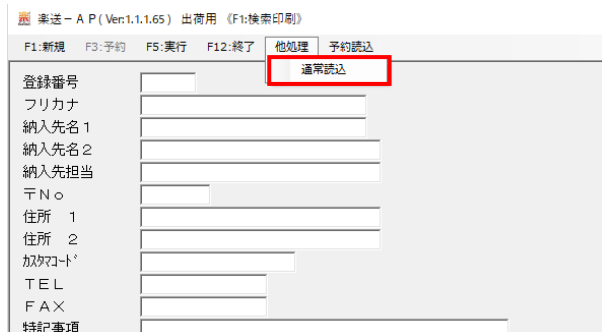 楽送－ＡＰ( Ver:1.1.1.65) 出荷用 《F1:検索印刷》
F1:新規 F3:予約 F5:実行 F12:終了 他処理 予約読込
通常読込
登録番号
フリカナ
納入先名１
納入先名２
納入先担当
〒Ｎｏ
住所　１
住所　２
ｶｽﾀﾏｺｰﾄﾞ
ＴＥＬ
ＦＡＸ
特記事項